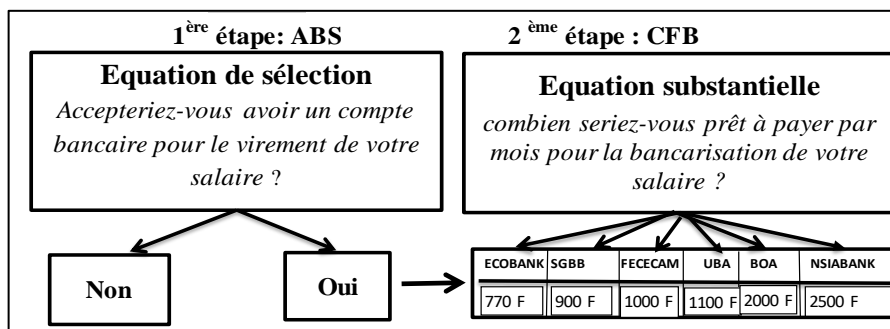 1ère étape: ABS
2 ème étape : CFB
Equation de sélection
Accepteriez-vous avoir un compte
bancaire pour le virement de votre
salaire ?
Equation substantielle
combien seriez-vous prêt à payer par
mois pour la bancarisation de votre
salaire ?
Non
Oui
ECOBANK SGBB FECECAM UBA BOA NSIABANK
770 F 900 F 1000 F 1100 F 2000 F 2500 F